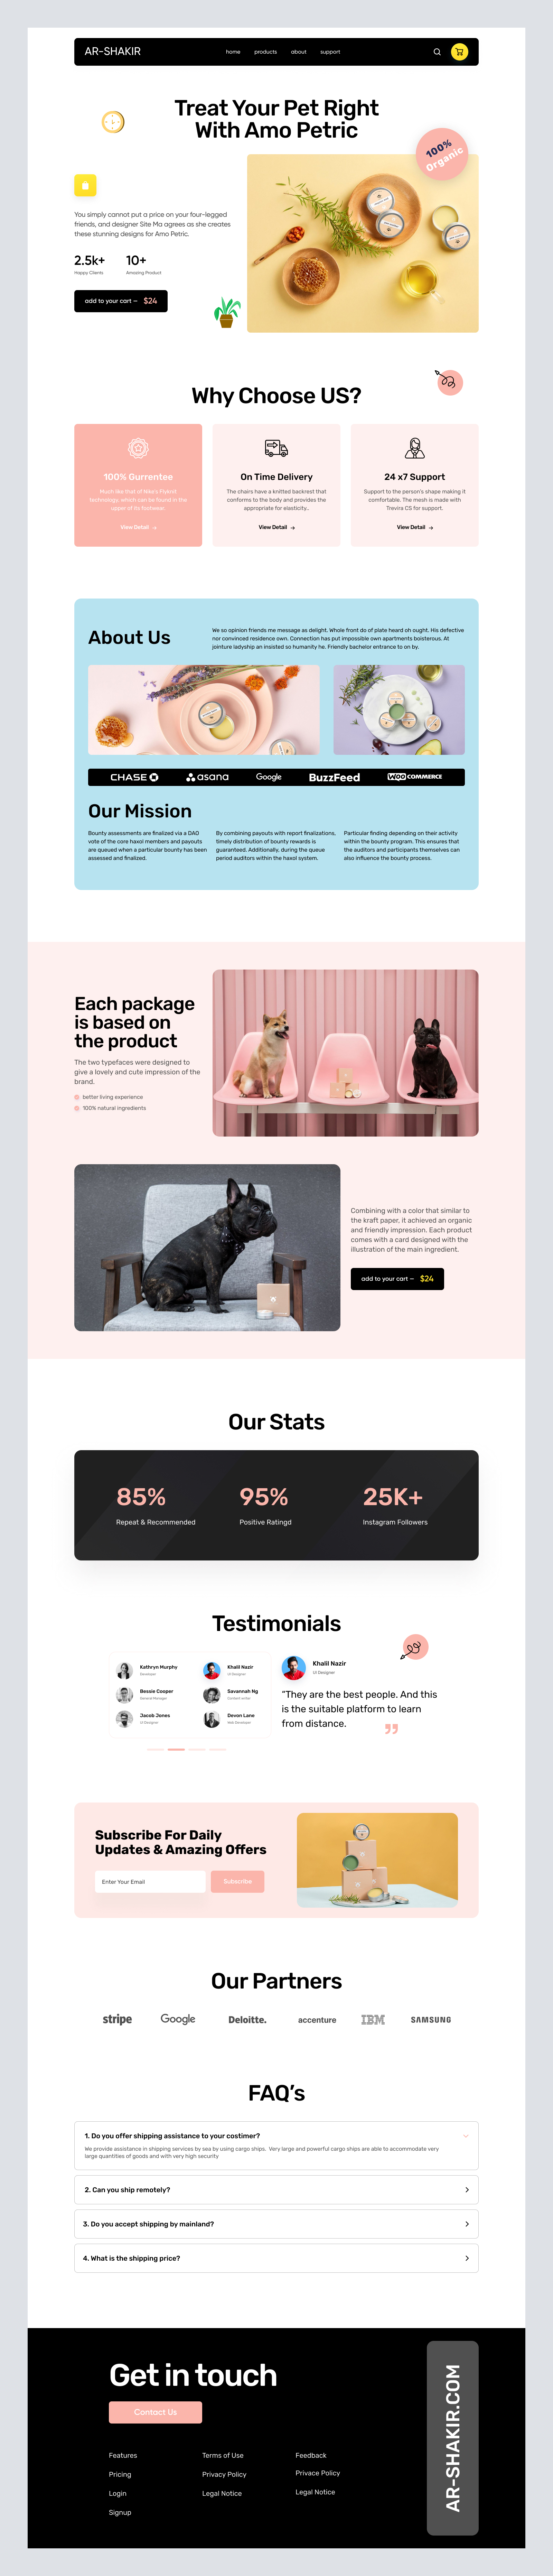 AR-SHAKIR
home products about support
Treat Your Pet Right
With Amo Petric
100%
Organic
You simply cannot put a price on your four-legged
friends, and designer Site Ma agrees as she creates
these stunning designs for Amo Petric.
2.5k+ 10+
Happy Clients Amazing Product
add to your cart – $24
Why Choose US?
100% Gurrentee
Much like that of Nike's Flyknit
technology, which can be found in the
upper of its footwear.
View Detail →
On Time Delivery
The chairs have a knitted backrest that
conforms to the body and provides the
appropriate for elasticity..
View Detail →
24 x7 Support
Support to the person's shape making it
comfortable. The mesh is made with
Trevira CS for support.
View Detail →
About Us
We so opinion friends me message as delight. Whole front do of plate heard oh ought. His defective
nor convinced residence own. Connection has put impossible own apartments boisterous. At
jointure ladyship an insisted so humanity he. Friendly bachelor entrance to on by.
CHASE asana Google BuzzFeed WOO COMMERCE
Our Mission
Bounty assessments are finalized via a DAO
vote of the core haxol members and payouts
are queued when a particular bounty has been
assessed and finalized.
By combining payouts with report finalizations,
timely distribution of bounty rewards is
guaranteed. Additionally, during the queue
period auditors within the haxol system.
Particular finding depending on their activity
within the bounty program. This ensures that
the auditors and participants themselves can
also influence the bounty process.
Each package
is based on
the product
The two typefaces were designed to
give a lovely and cute impression of the
brand.
better living experience
100% natural ingredients
Combining with a color that similar to
the kraft paper, it achieved an organic
and friendly impression. Each product
comes with a card designed with the
illustration of the main ingredient.
add to your cart – $24
Our Stats
85% 95% 25K+
Repeat & Recommended Positive Ratingd Instagram Followers
Testimonials
Kathryn Murphy
Developer
Khalil Nazir
UI Designer
Bessie Cooper
General Manager
Savannah Ng
Content writer
Jacob Jones
UI Designer
Devon Lane
Web Developer
Khalil Nazir
UI Designer
“They are the best people. And this
is the suitable platform to learn
from distance.
Subscribe For Daily
Updates & Amazing Offers
Enter Your Email Subscribe
Our Partners
stripe Google Deloitte. accenture IBM SAMSUNG
FAQ's
1. Do you offer shipping assistance to your costimer?
We provide assistance in shipping services by sea by using cargo ships. Very large and powerful cargo ships are able to accommodate very
large quantities of goods and with very high security
2. Can you ship remotely?
3. Do you accept shipping by mainland?
4. What is the shipping price?
Get in touch
Contact Us
Features Terms of Use Feedback
Pricing Privacy Policy Privace Policy
Login Legal Notice Legal Notice
Signup
AR-SHAKIR.COM